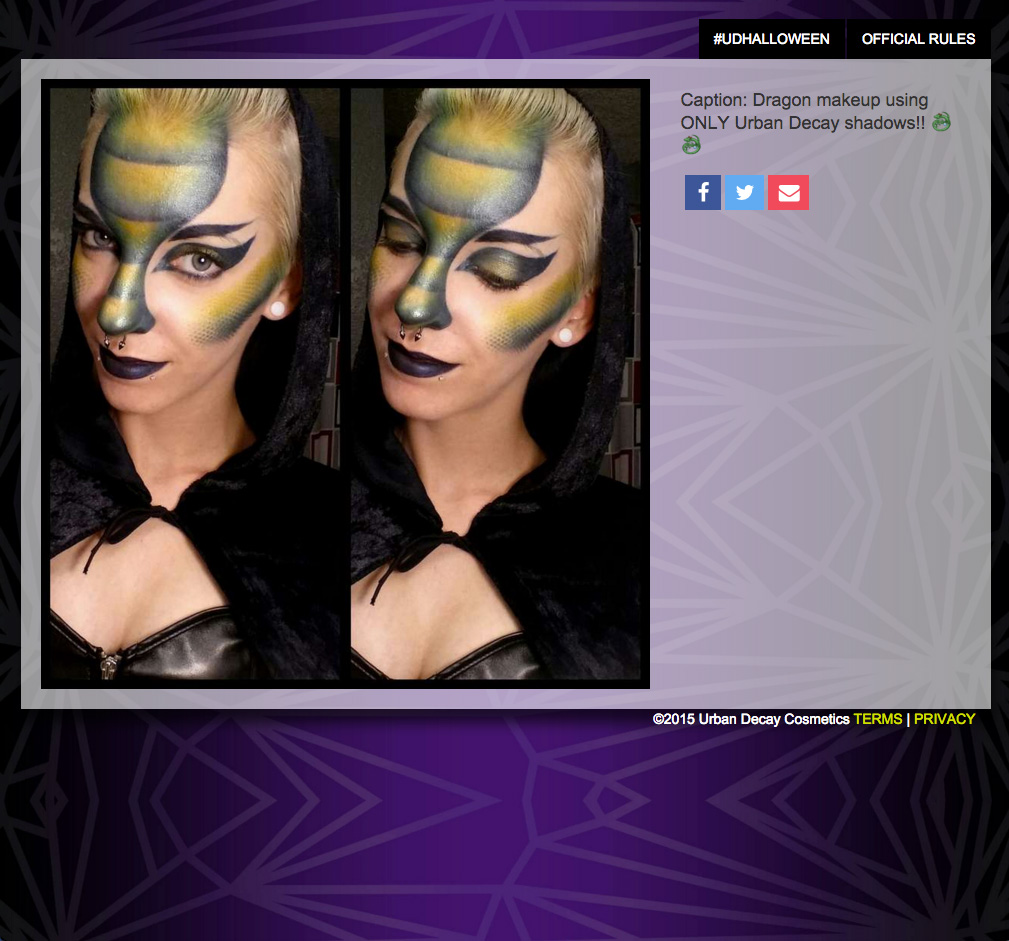 #UDHALLOWEEN OFFICIAL RULES
Caption: Dragon makeup using
ONLY Urban Decay shadows!! 🐉
🐉
©2015 Urban Decay Cosmetics TERMS | PRIVACY